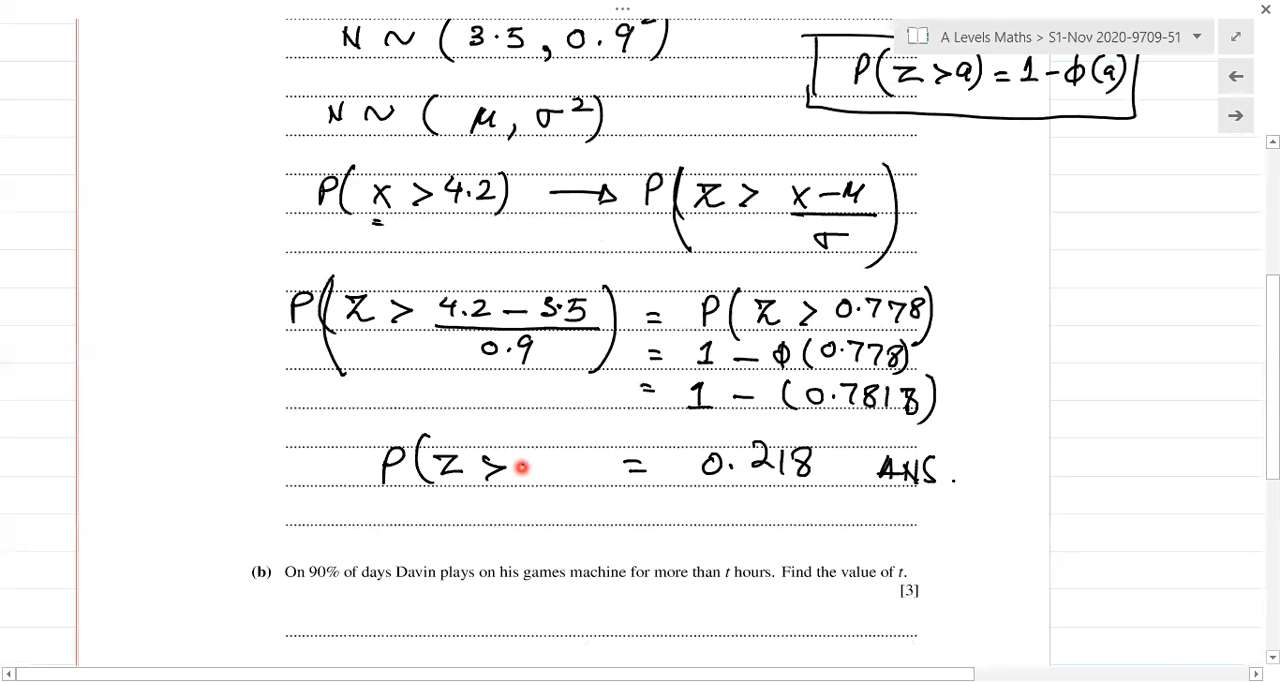 A Levels Maths > S1-Nov 2020-9709-51
N ~ (3.5, 0.9²)
P(Z > a) = 1 - ϕ(a)
N ~ (μ, σ²)
P(x > 4.2) → P(Z > (x - μ)/σ)
P(Z > (4.2 - 3.5)/0.9) = P(Z > 0.778)
= 1 - ϕ(0.778)
= 1 - (0.7818)
P(Z > = 0.218 ANS.
(b) On 90% of days Davin plays on his games machine for more than t hours. Find the value of t.
[3]